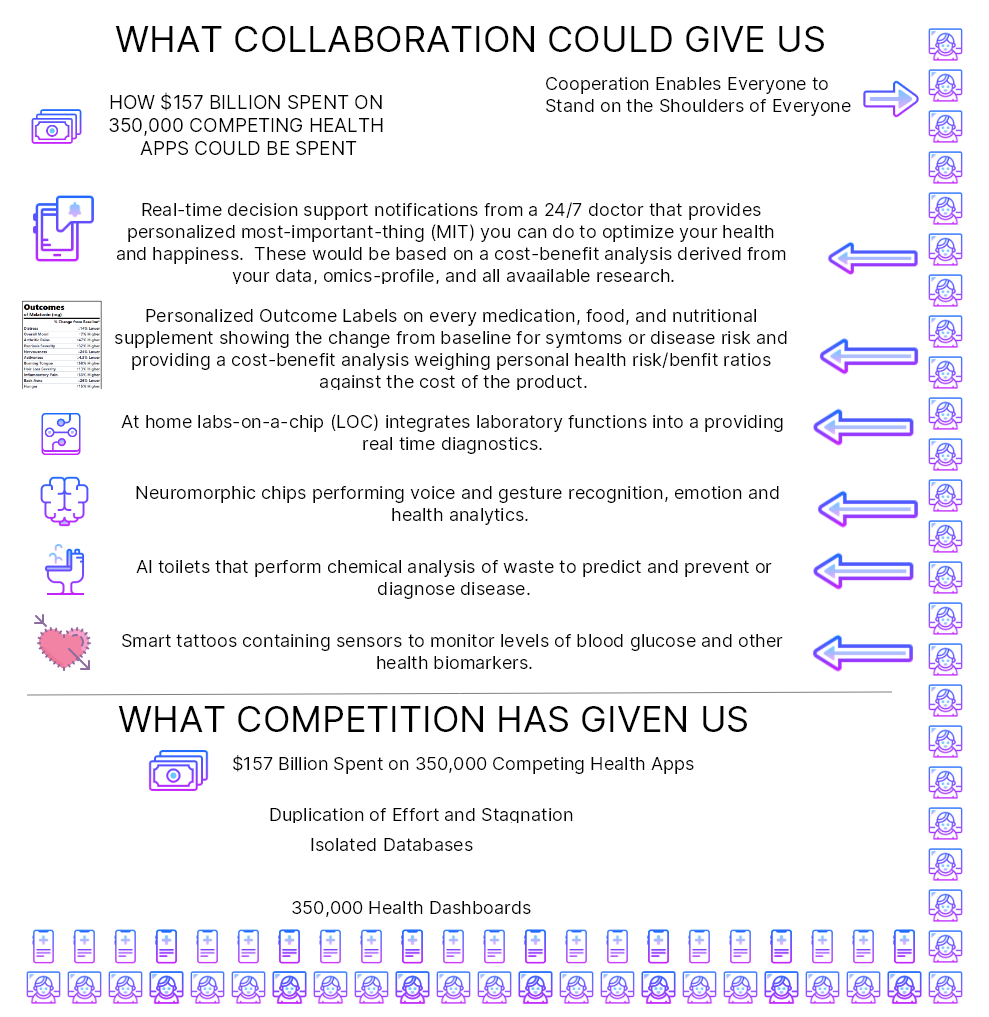 WHAT COLLABORATION COULD GIVE US
Cooperation Enables Everyone to
Stand on the Shoulders of Everyone
HOW $157 BILLION SPENT ON
350,000 COMPETING HEALTH
APPS COULD BE SPENT
Real-time decision support notifications from a 24/7 doctor that provides
personalized most-important-thing (MIT) you can do to optimize your health
and happiness.  These would be based on a cost-benefit analysis derived from
your data, omics-profile, and all avaailable research.
Outcomes
of Melatonin (mg)
% Change from Baseline*
Personalized Outcome Labels on every medication, food, and nutritional
supplement showing the change from baseline for symtoms or disease risk and
providing a cost-benefit analysis weighing personal health risk/benfit ratios
against the cost of the product.
At home labs-on-a-chip (LOC) integrates laboratory functions into a providing
real time diagnostics.
Neuromorphic chips performing voice and gesture recognition, emotion and
health analytics.
AI toilets that perform chemical analysis of waste to predict and prevent or
diagnose disease.
Smart tattoos containing sensors to monitor levels of blood glucose and other
health biomarkers.
WHAT COMPETITION HAS GIVEN US
$157 Billion Spent on 350,000 Competing Health Apps
Duplication of Effort and Stagnation
Isolated Databases
350,000 Health Dashboards